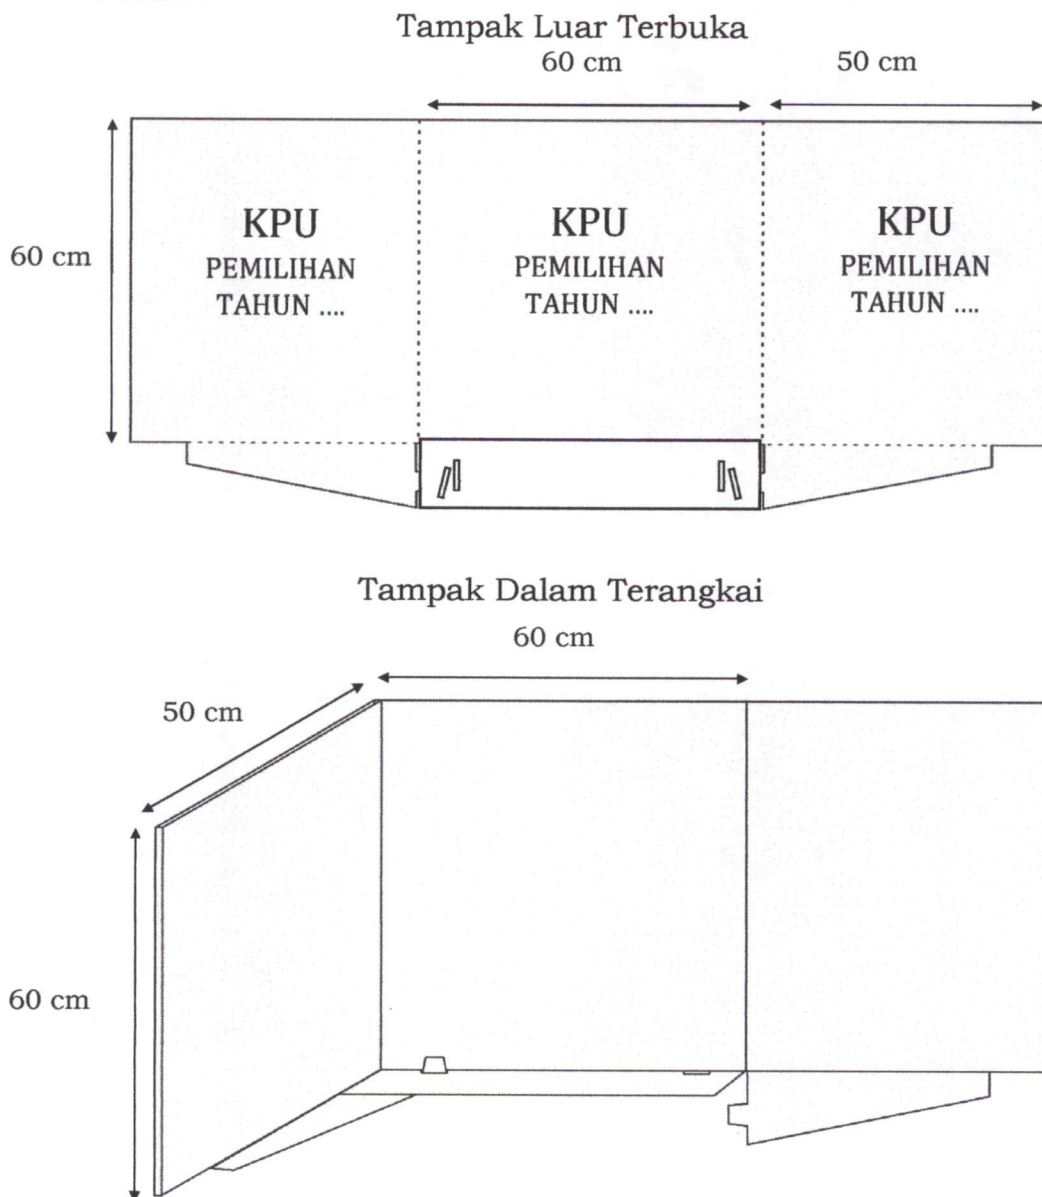 Tampak Luar Terbuka
60 cm
50 cm
60 cm
KPU
PEMILIHAN
TAHUN ....
KPU
PEMILIHAN
TAHUN ....
KPU
PEMILIHAN
TAHUN ....
Tampak Dalam Terangkai
60 cm
50 cm
60 cm